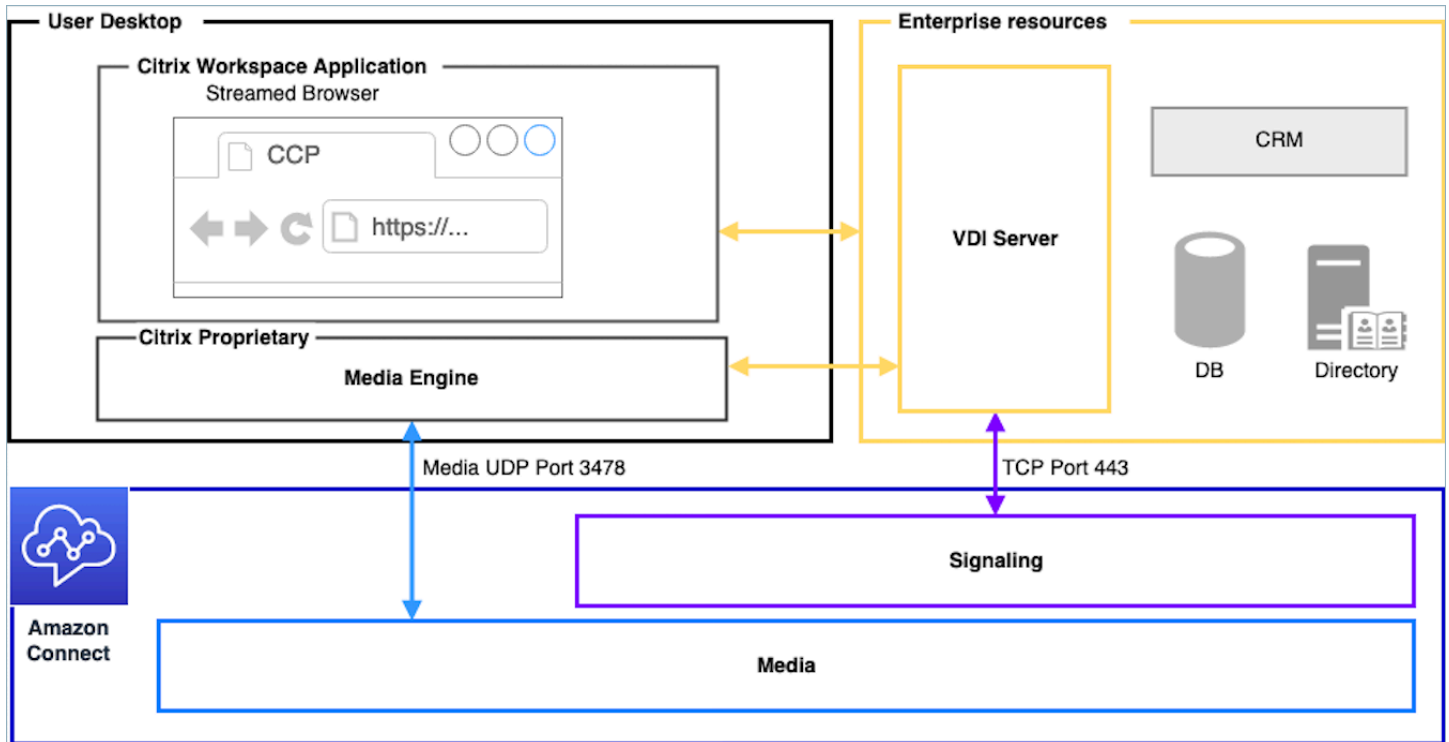 User Desktop
Enterprise resources
Citrix Workspace Application
Streamed Browser
CCP
https://...
CRM
VDI Server
Citrix Proprietary
Media Engine
DB
Directory
Media UDP Port 3478
TCP Port 443
Signaling
Amazon
Connect
Media